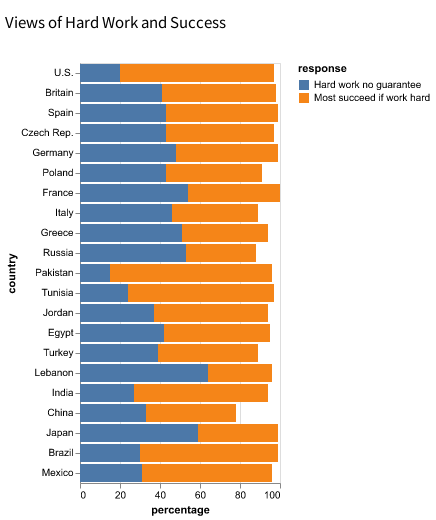 Views of Hard Work and Success
response
Hard work no guarantee
Most succeed if work hard
country
U.S.
Britain
Spain
Czech Rep.
Germany
Poland
France
Italy
Greece
Russia
Pakistan
Tunisia
Jordan
Egypt
Turkey
Lebanon
India
China
Japan
Brazil
Mexico
0 20 40 60 80 100
percentage